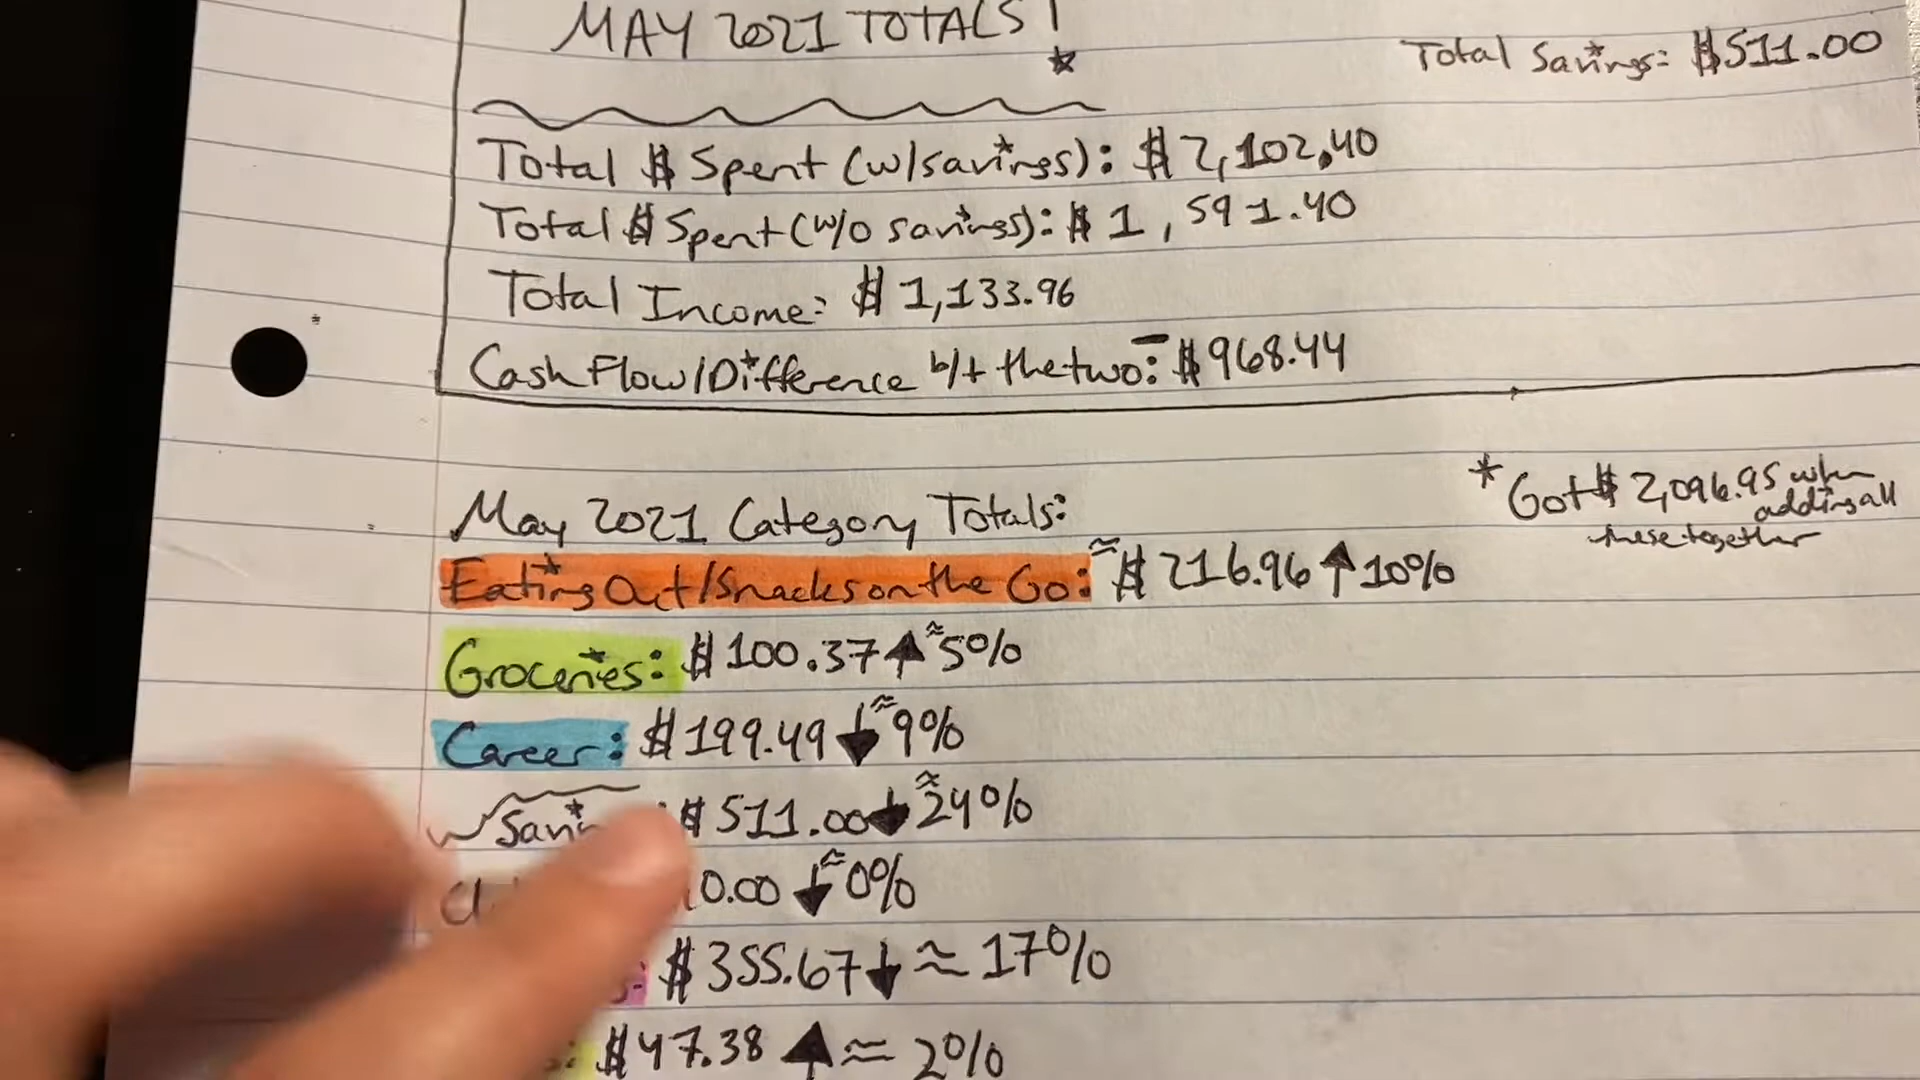 MAY 2021 TOTALS!
Total Savings: $511.00
Total $ Spent (w/savings): $2,102.40
Total $ Spent (w/o savings): $1,591.40
Total Income: $1,133.96
Cash Flow/Difference b/t the two: -$968.44
* Got $2,096.95 when
adding all
these together
May 2021 Category Totals:
Eating Out/Snacks on the Go: ≈ $216.96 ↑ 10%
Groceries: $100.37 ↑ ≈5%
Career: $199.49 ↓ ≈9%
$511.00 ↓ ≈24%
0.00 ↓ ≈0%
$355.67 ↓ ≈ 17%
$47.38 ↑ ≈ 2%